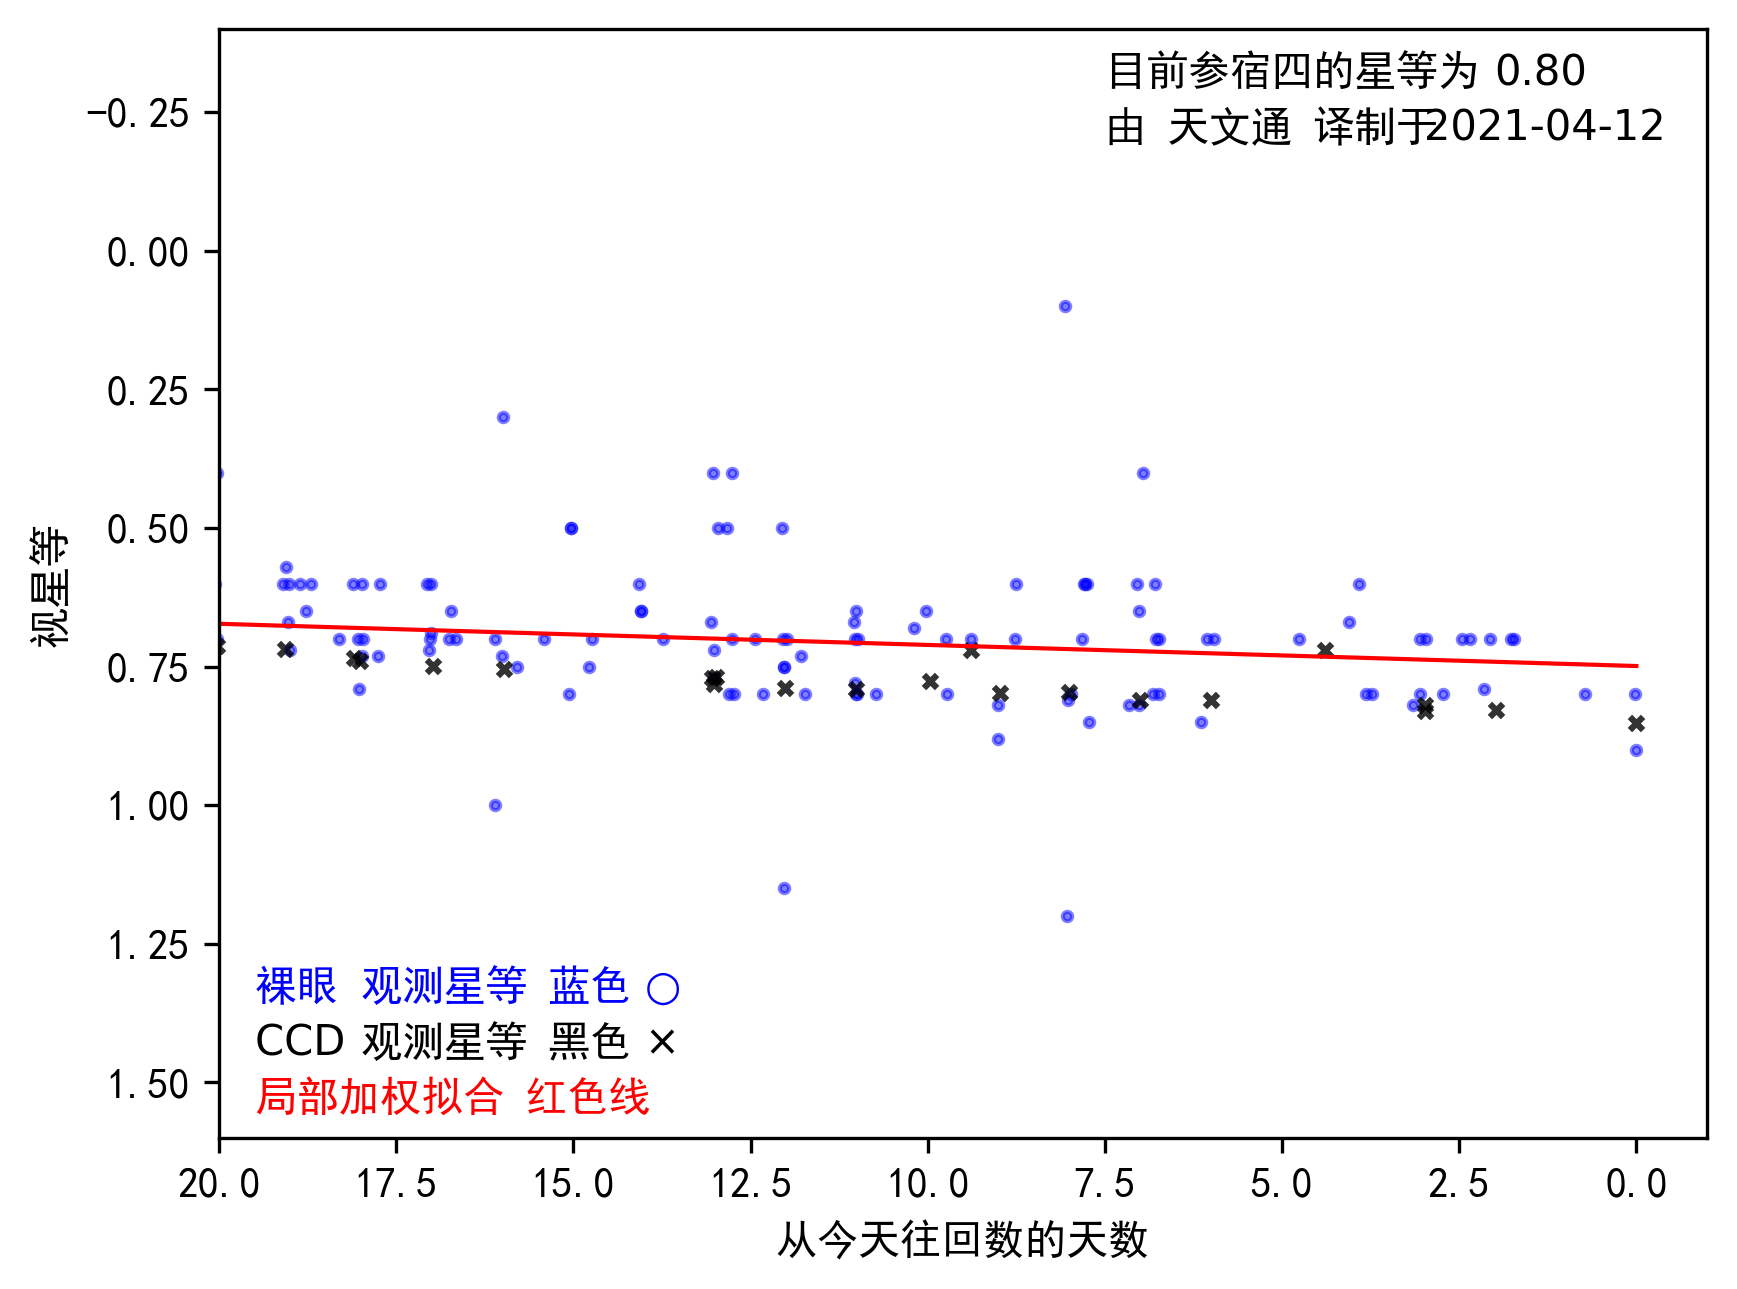 目前参宿四的星等为 0.80
由 天文通 译制于2021-04-12
−0.25
0.00
0.25
0.50
0.75
1.00
1.25
1.50
视星等
裸眼 观测星等 蓝色 ○
CCD 观测星等 黑色 ×
局部加权拟合 红色线
20.0 17.5 15.0 12.5 10.0 7.5 5.0 2.5 0.0
从今天往回数的天数